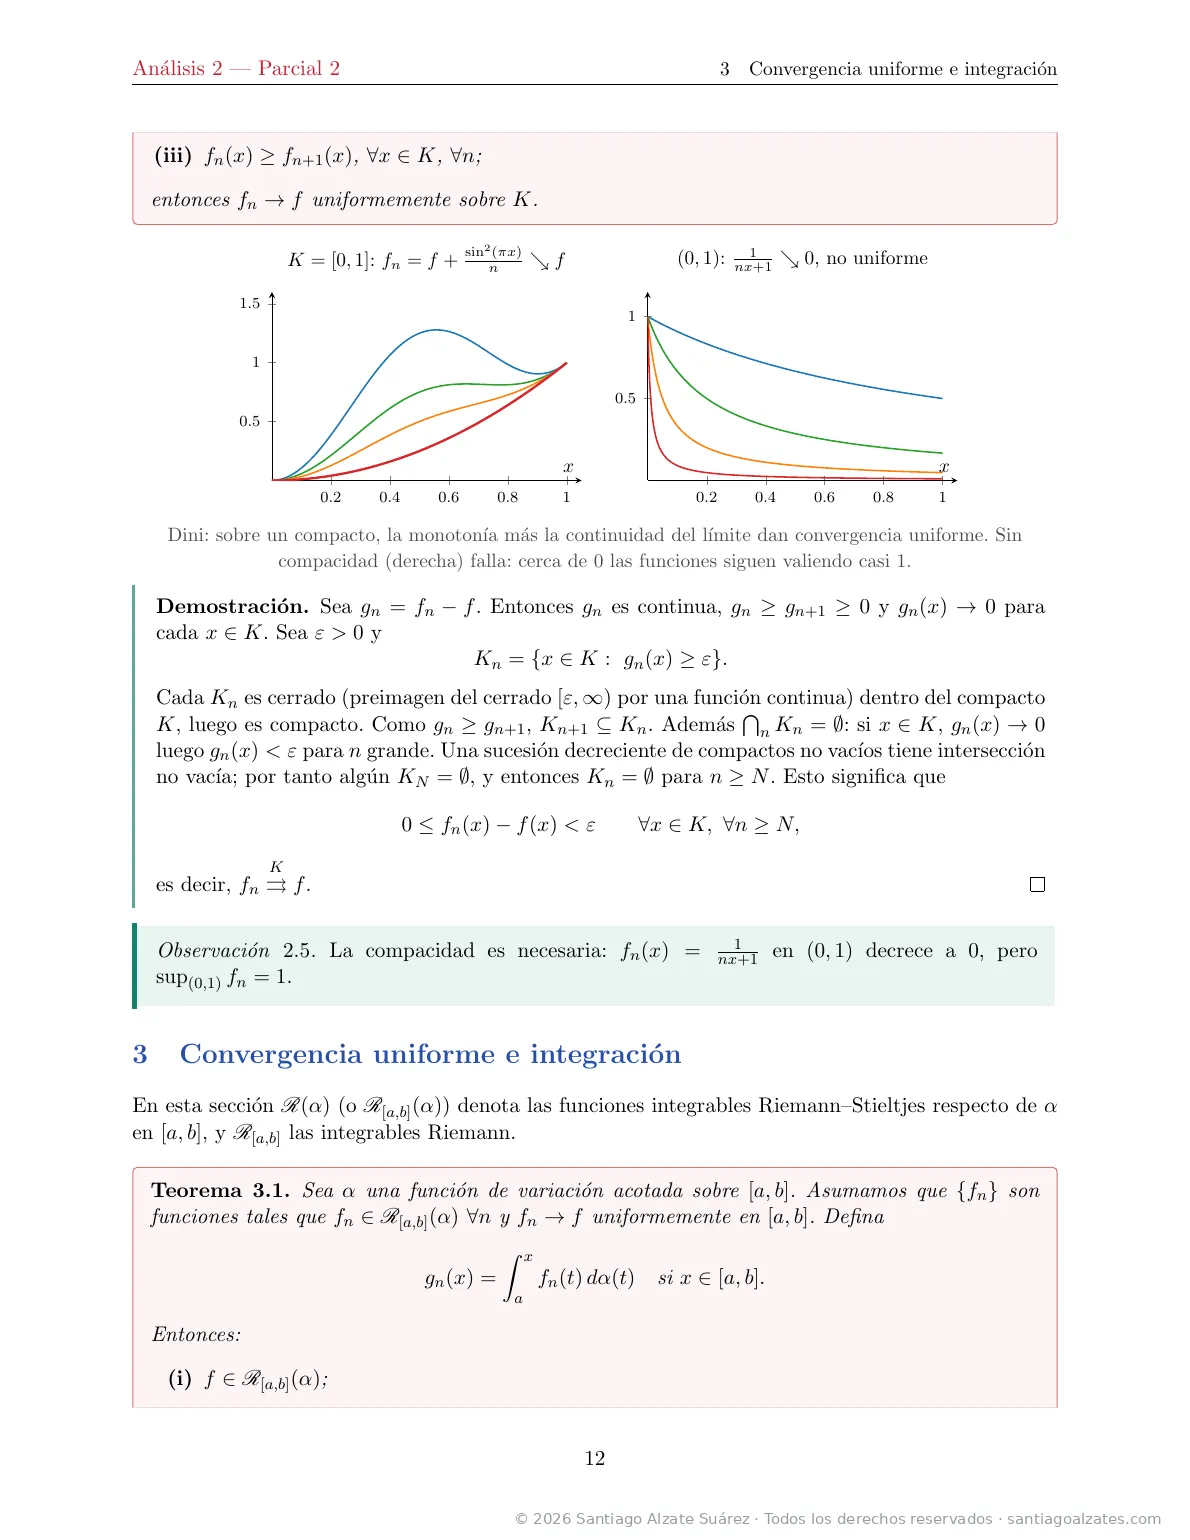 Análisis 2 — Parcial 2
3 Convergencia uniforme e integración
(iii) fₙ(x) ≥ fₙ₊₁(x), ∀x ∈ K, ∀n;
entonces fₙ → f uniformemente sobre K.
K = [0, 1]: fₙ = f + sin²(πx)/n ↘ f
(0, 1): 1/(nx+1) ↘ 0, no uniforme
1.5
1
0.5
x
0.2 0.4 0.6 0.8 1
1
0.5
x
0.2 0.4 0.6 0.8 1
Dini: sobre un compacto, la monotonía más la continuidad del límite dan convergencia uniforme. Sin
compacidad (derecha) falla: cerca de 0 las funciones siguen valiendo casi 1.
Demostración. Sea gₙ = fₙ − f. Entonces gₙ es continua, gₙ ≥ gₙ₊₁ ≥ 0 y gₙ(x) → 0 para
cada x ∈ K. Sea ε > 0 y
Kₙ = {x ∈ K : gₙ(x) ≥ ε}.
Cada Kₙ es cerrado (preimagen del cerrado [ε, ∞) por una función continua) dentro del compacto
K, luego es compacto. Como gₙ ≥ gₙ₊₁, Kₙ₊₁ ⊆ Kₙ. Además ⋂ₙ Kₙ = ∅: si x ∈ K, gₙ(x) → 0
luego gₙ(x) < ε para n grande. Una sucesión decreciente de compactos no vacíos tiene intersección
no vacía; por tanto algún K_N = ∅, y entonces Kₙ = ∅ para n ≥ N. Esto significa que
0 ≤ fₙ(x) − f(x) < ε ∀x ∈ K, ∀n ≥ N,
es decir, fₙ ⇉^K f. □
Observación 2.5. La compacidad es necesaria: fₙ(x) = 1/(nx+1) en (0, 1) decrece a 0, pero
sup₍₀,₁₎ fₙ = 1.
3 Convergencia uniforme e integración
En esta sección ℛ(α) (o ℛ_[a,b](α)) denota las funciones integrables Riemann–Stieltjes respecto de α
en [a, b], y ℛ_[a,b] las integrables Riemann.
Teorema 3.1. Sea α una función de variación acotada sobre [a, b]. Asumamos que {fₙ} son
funciones tales que fₙ ∈ ℛ_[a,b](α) ∀n y fₙ → f uniformemente en [a, b]. Defina
gₙ(x) = ∫ₐˣ fₙ(t) dα(t) si x ∈ [a, b].
Entonces:
(i) f ∈ ℛ_[a,b](α);
12
© 2026 Santiago Alzate Suárez · Todos los derechos reservados · santiagoalzates.com